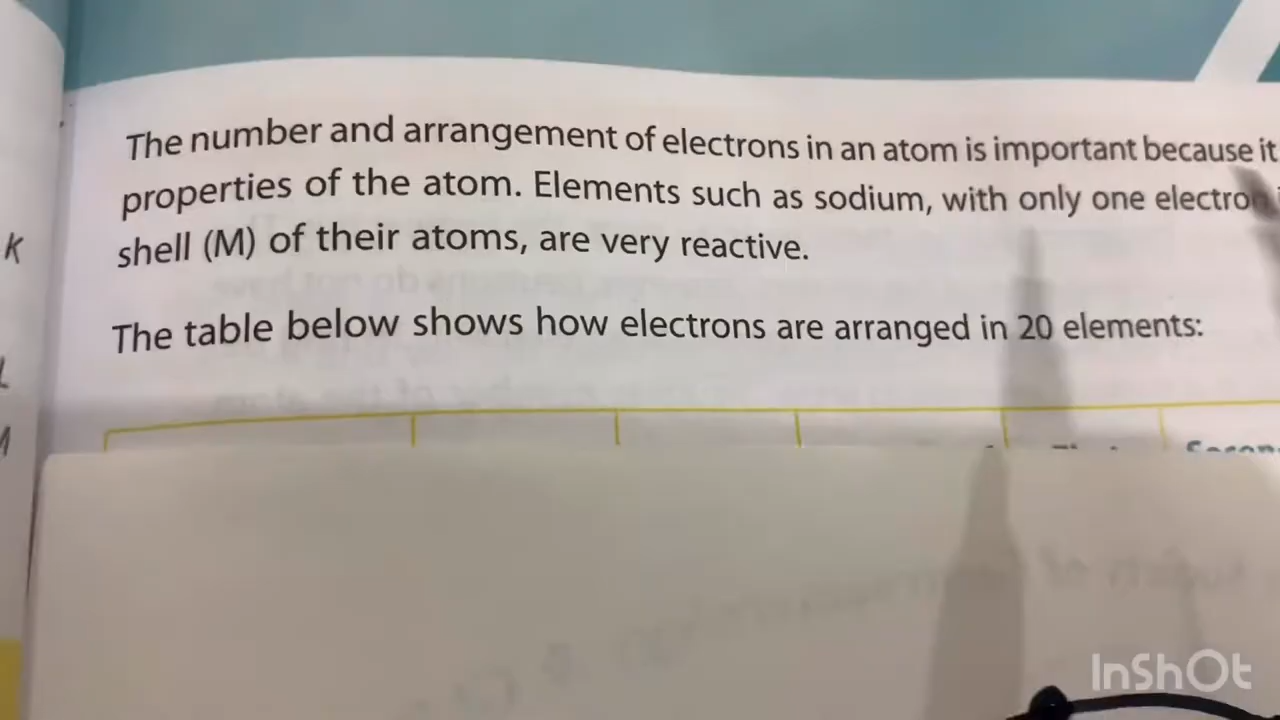 The number and arrangement of electrons in an atom is important because it
properties of the atom. Elements such as sodium, with only one electron
shell (M) of their atoms, are very reactive.
The table below shows how electrons are arranged in 20 elements:
K
InShOt